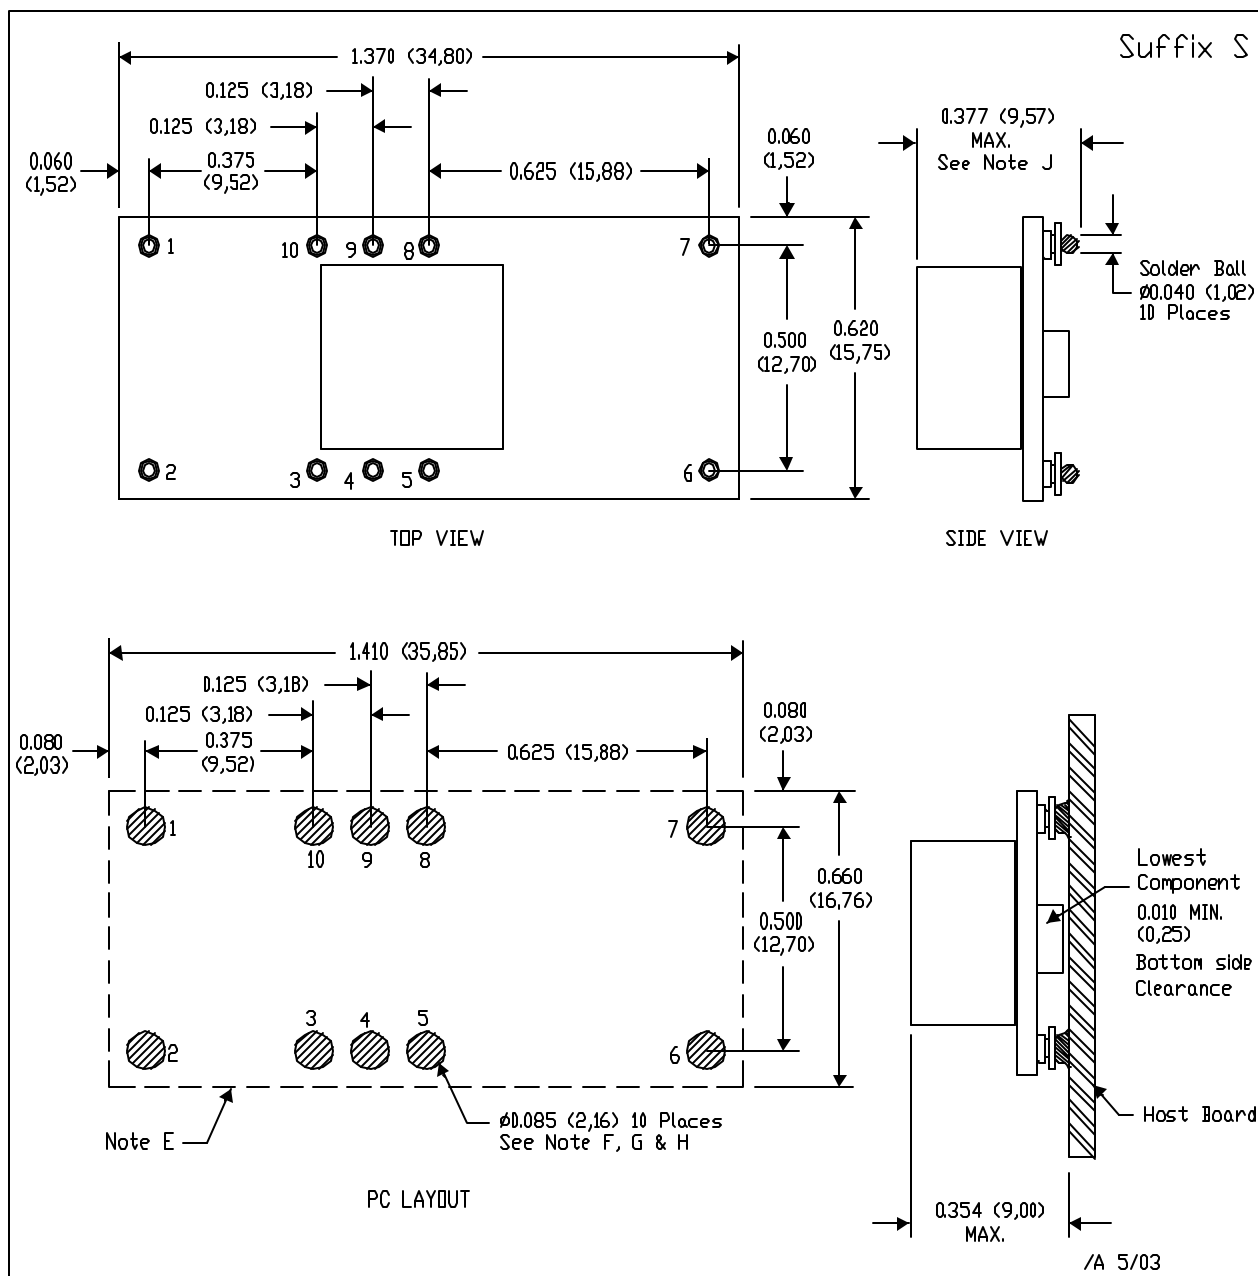 Suffix S
1.370 (34,80)
0.125 (3,18)
0.125 (3,18)
0.060
(1,52)
0.375
(9,52)
0.625 (15,88)
0.060
(1,52)
0.377 (9,57)
MAX.
See Note J
1
10
9
8
7
Solder Ball
Ø0.040 (1,02)
10 Places
0.500
(12,70)
0.620
(15,75)
2
3
4
5
6
TOP VIEW
SIDE VIEW
1.410 (35,85)
0.125 (3,18)
0.125 (3,18)
0.080
(2,03)
0.375
(9,52)
0.625 (15,88)
0.080
(2,03)
1
10
9
8
7
0.660
(16,76)
0.500
(12,70)
Lowest
Component
0.010 MIN.
(0,25)
Bottom side
Clearance
2
3
4
5
6
Note E
Ø0.085 (2,16) 10 Places
See Note F, G & H
Host Board
PC LAYOUT
0.354 (9,00)
MAX.
/A 5/03